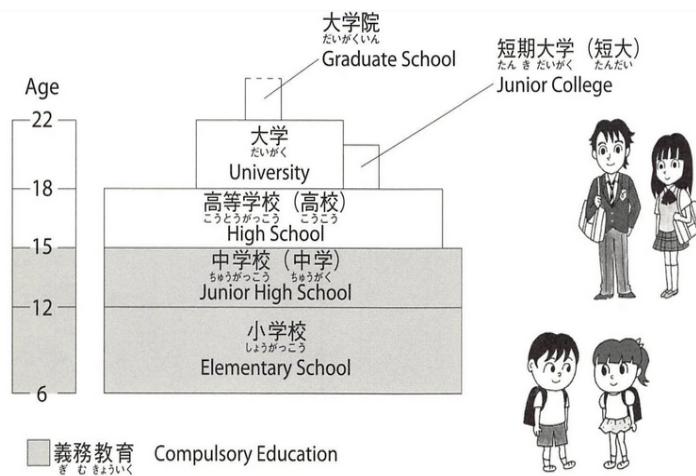 大学院
だいがくいん
Graduate School
短期大学（短大）
たんきだいがく　たんだい
Junior College
Age
22
大学
だいがく
University
18
高等学校（高校）
こうとうがっこう　こうこう
High School
15
中学校（中学）
ちゅうがっこう　ちゅうがく
Junior High School
12
小学校
しょうがっこう
Elementary School
6
義務教育 Compulsory Education
ぎむきょういく